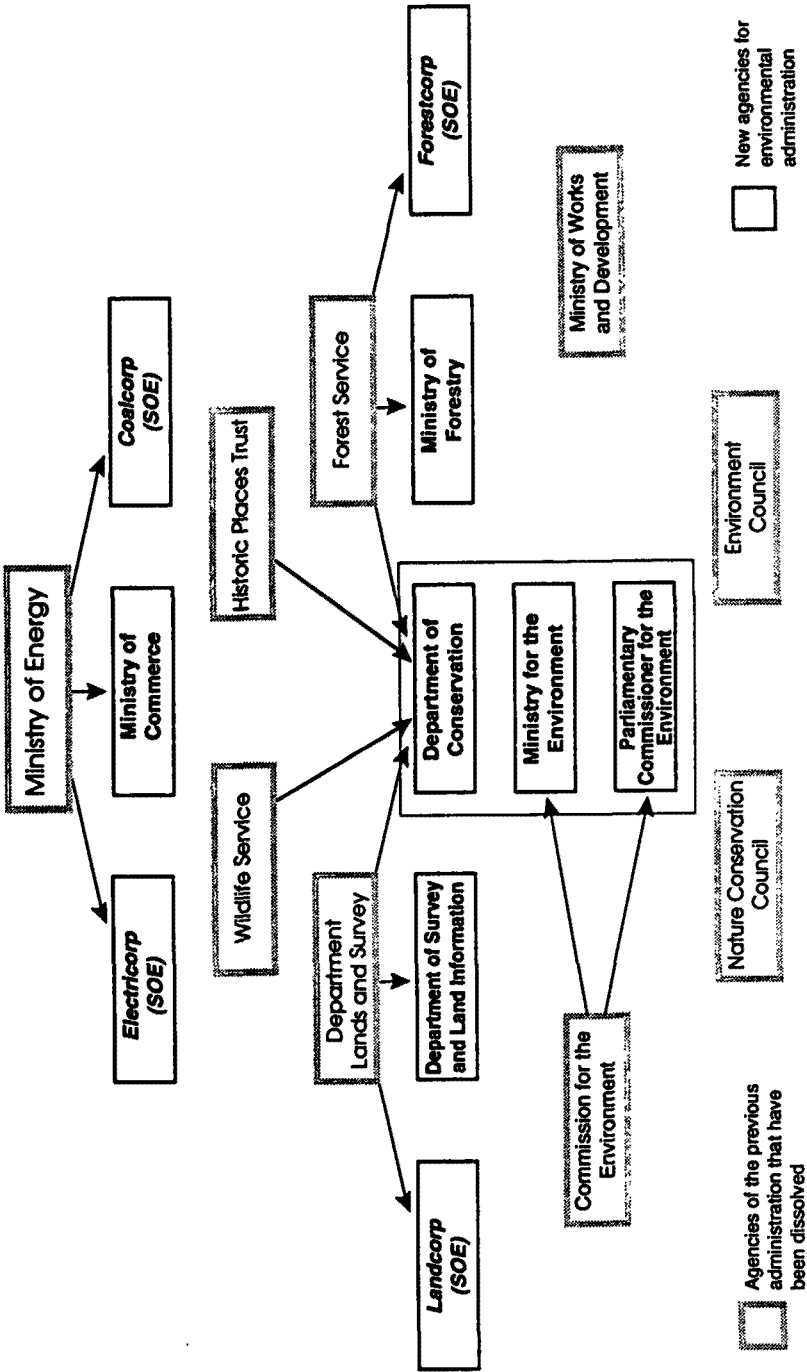 Ministry of Energy
Electricorp
(SOE)
Ministry of
Commerce
Coalcorp
(SOE)
Wildlife Service
Historic Places Trust
Department
Lands and Survey
Forest Service
Landcorp
(SOE)
Department of Survey
and Land Information
Department of
Conservation
Ministry of
Forestry
Forestcorp
(SOE)
Commission for the
Environment
Ministry for the
Environment
Ministry of Works
and Development
Parliamentary
Commissioner for the
Environment
Nature Conservation
Council
Environment
Council
Agencies of the previous
administration that have
been dissolved
New agencies for
environmental
administration